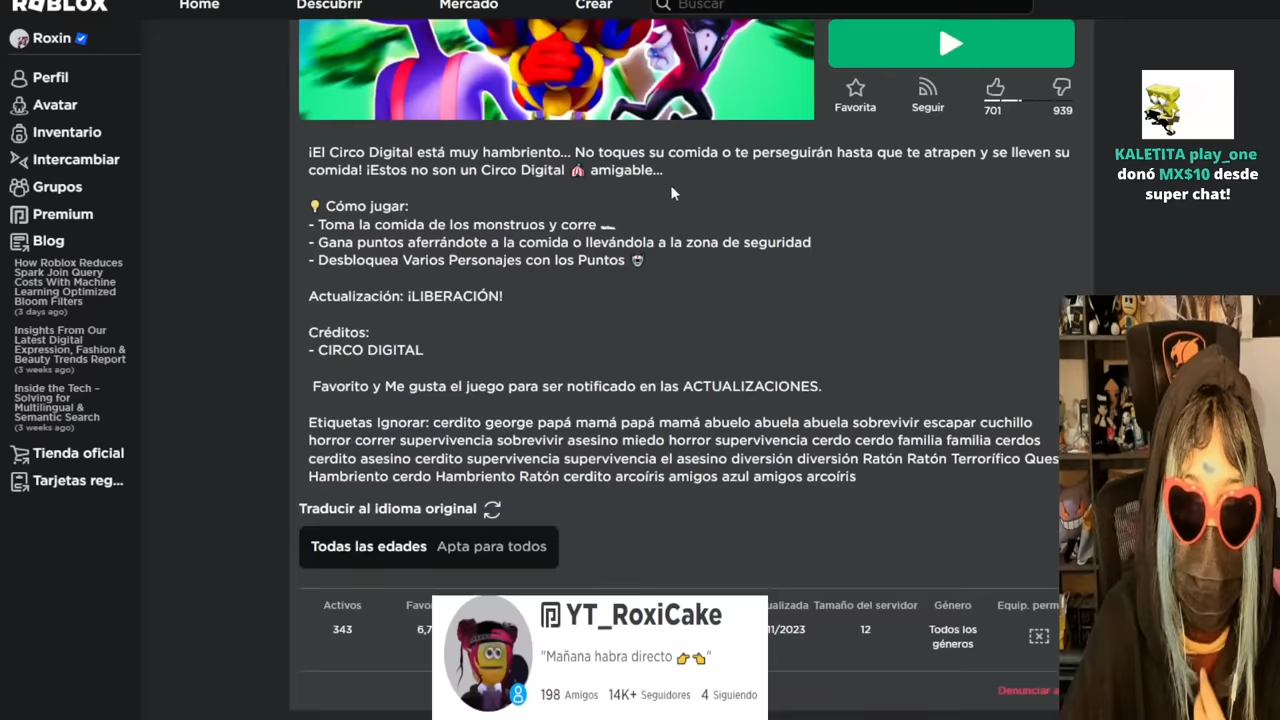 ROBLOX
Home
Descubrir
Mercado
Crear
Buscar
Roxin
Perfil
Avatar
Inventario
Intercambiar
Grupos
Premium
Blog
How Roblox Reduces
Spark Join Query
Costs With Machine
Learning Optimized
Bloom Filters
(3 days ago)
Insights From Our
Latest Digital
Expression, Fashion &
Beauty Trends Report
(3 weeks ago)
Inside the Tech –
Solving for
Multilingual &
Semantic Search
(3 weeks ago)
Tienda oficial
Tarjetas reg...
Favorita
Seguir
701
939
¡El Circo Digital está muy hambriento... No toques su comida o te perseguirán hasta que te atrapen y se lleven su
comida! ¡Estos no son un Circo Digital 🎪 amigable...
💡 Cómo jugar:
- Toma la comida de los monstruos y corre
- Gana puntos aferrándote a la comida o llevándola a la zona de seguridad
- Desbloquea Varios Personajes con los Puntos
Actualización: ¡LIBERACIÓN!
Créditos:
- CIRCO DIGITAL
Favorito y Me gusta el juego para ser notificado en las ACTUALIZACIONES.
Etiquetas Ignorar: cerdito george papá mamá papá mamá abuelo abuela abuela sobrevivir escapar cuchillo
horror correr supervivencia sobrevivir asesino miedo horror supervivencia cerdo cerdo familia familia cerdos
cerdito asesino cerdito supervivencia supervivencia el asesino diversión diversión Ratón Ratón Terrorífico Ques
Hambriento cerdo Hambriento Ratón cerdito arcoíris amigos azul amigos arcoíris
Traducir al idioma original
Todas las edades Apta para todos
Activos
343
Favo
6,7
ualizada
11/2023
Tamaño del servidor
12
Género
Todos los
géneros
Equip. perm
Denunciar a
YT_RoxiCake
"Mañana habra directo 👉👈"
198 Amigos 14K+ Seguidores 4 Siguiendo
KALETITA play_one
donó MX$10 desde
super chat!